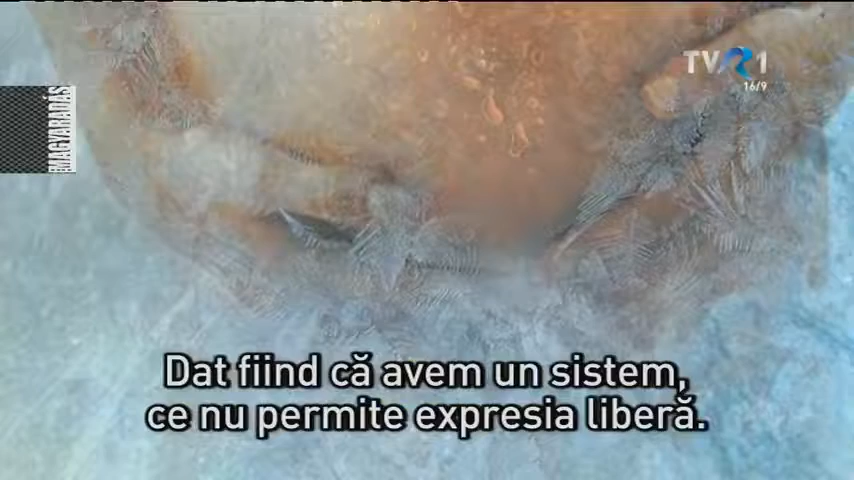 TVR1
16/9
MAGYARADÁS
Dat fiind că avem un sistem,
ce nu permite expresia liberă.